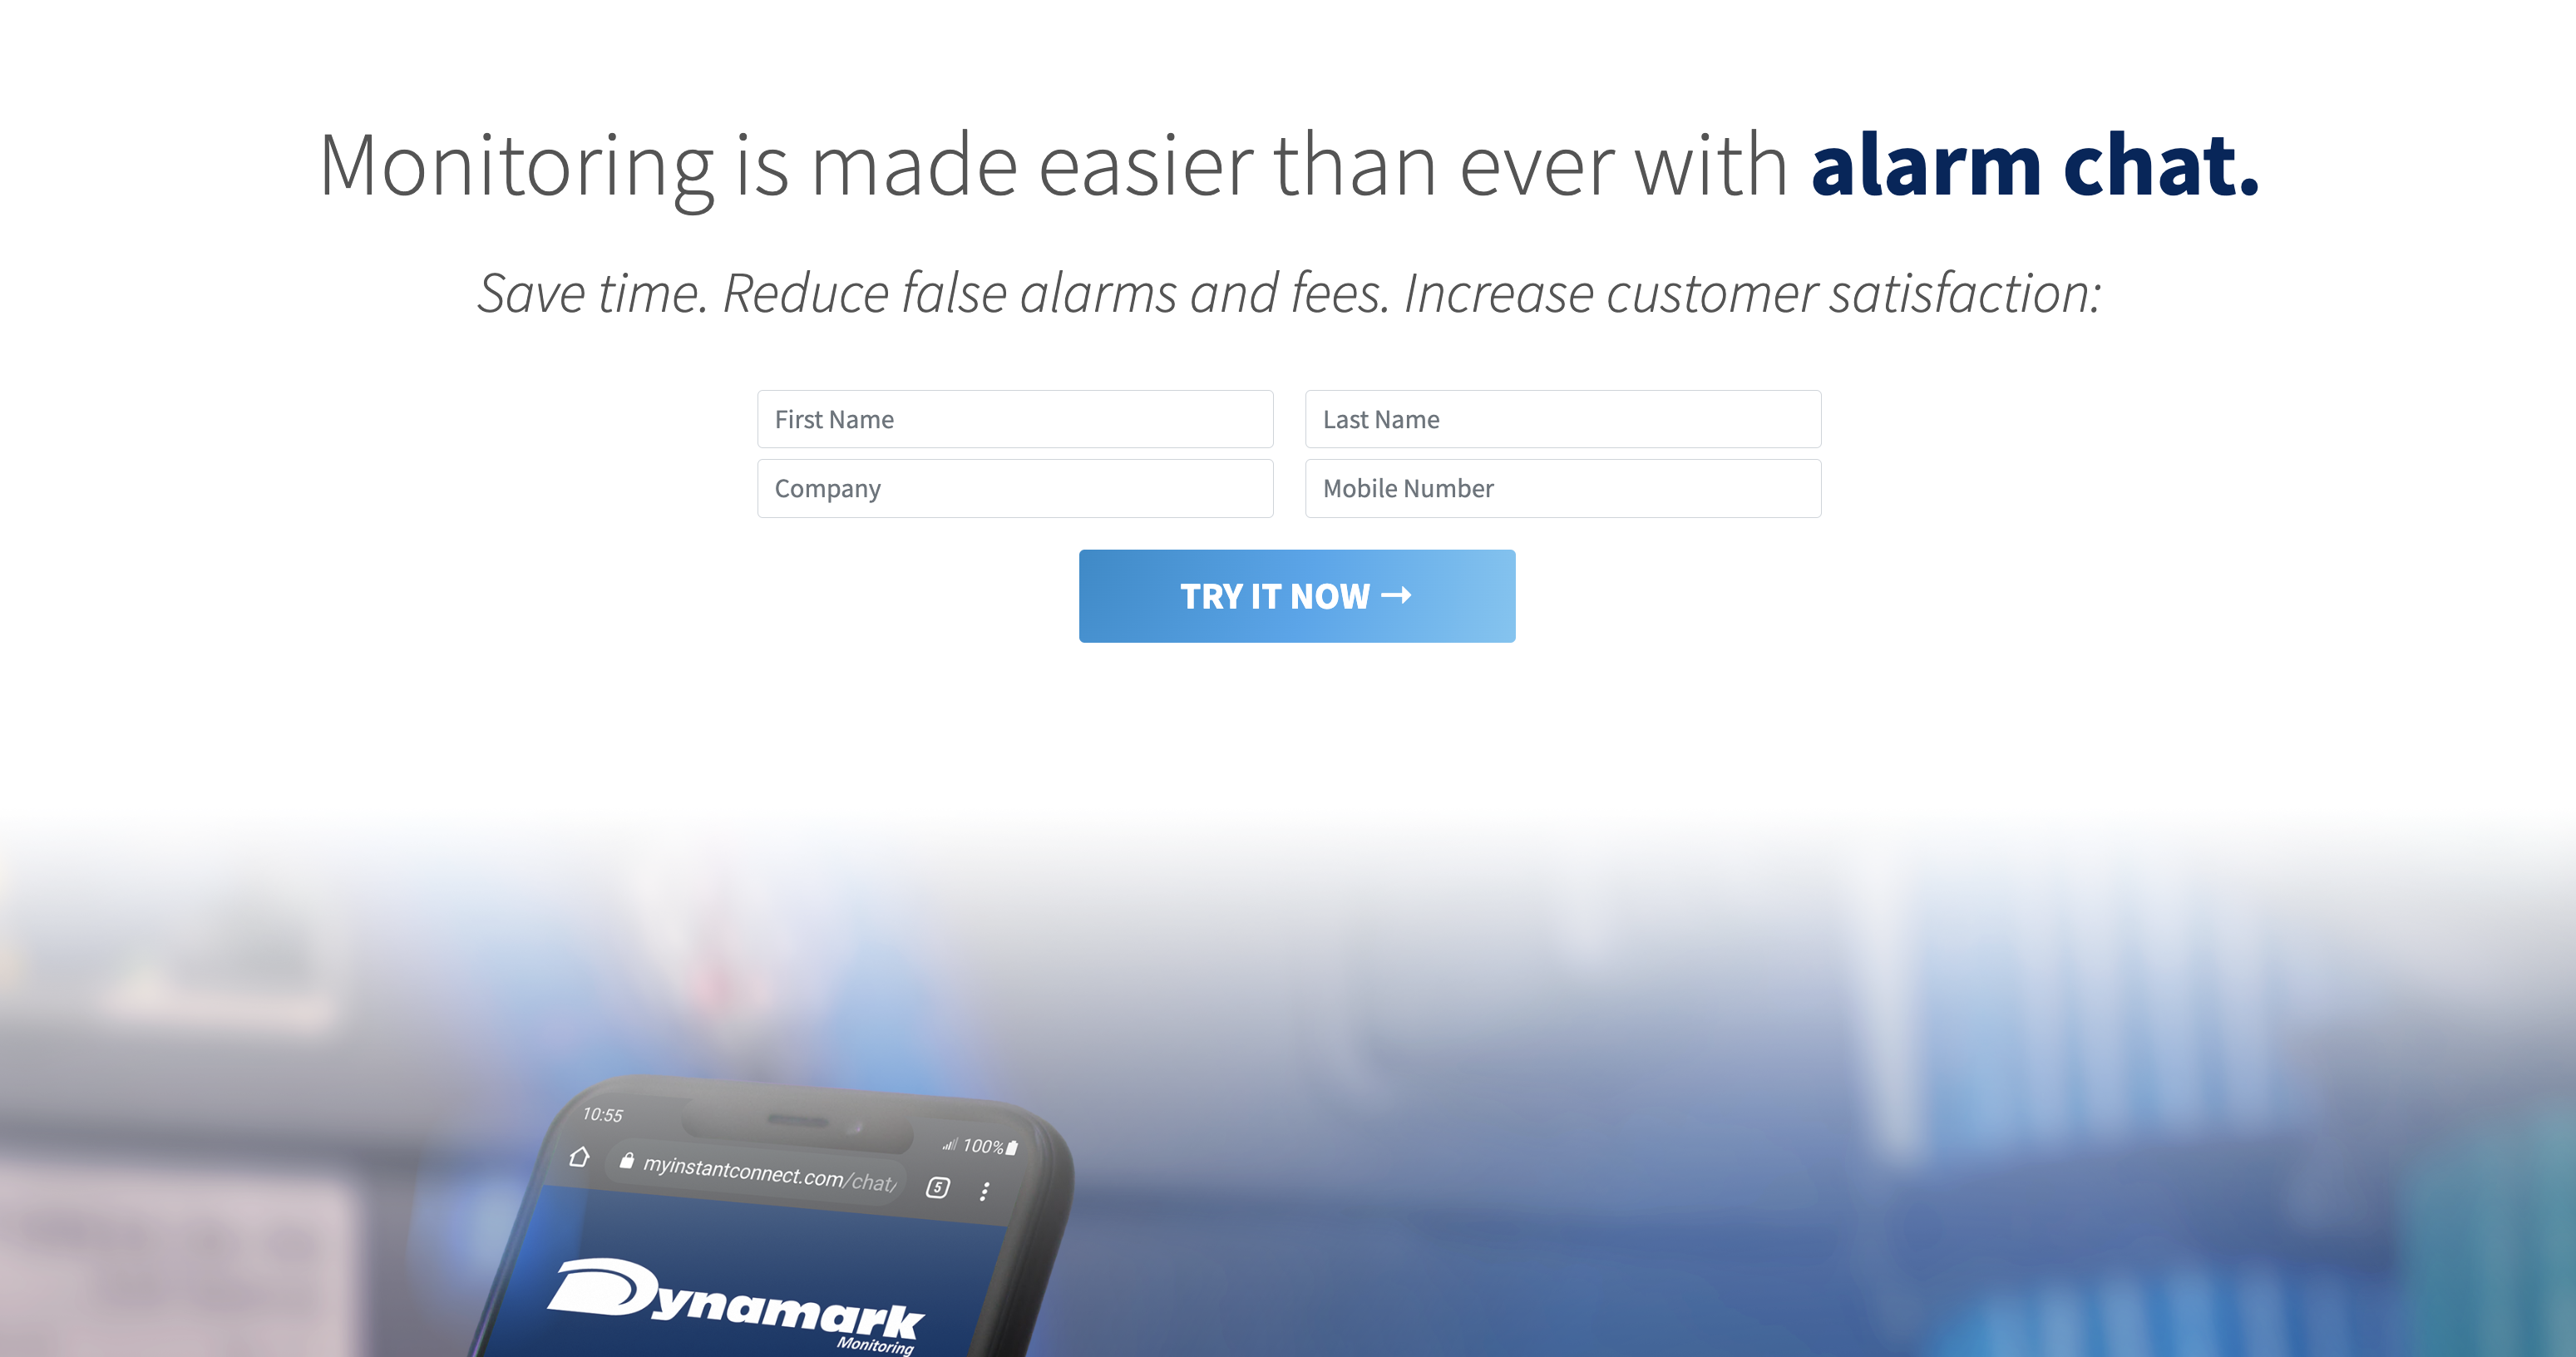 Monitoring is made easier than ever with alarm chat.
Save time. Reduce false alarms and fees. Increase customer satisfaction:
First Name
Last Name
Company
Mobile Number
TRY IT NOW →
10:55
100%
myinstantconnect.com/chat/
5
Dynamark
Monitoring